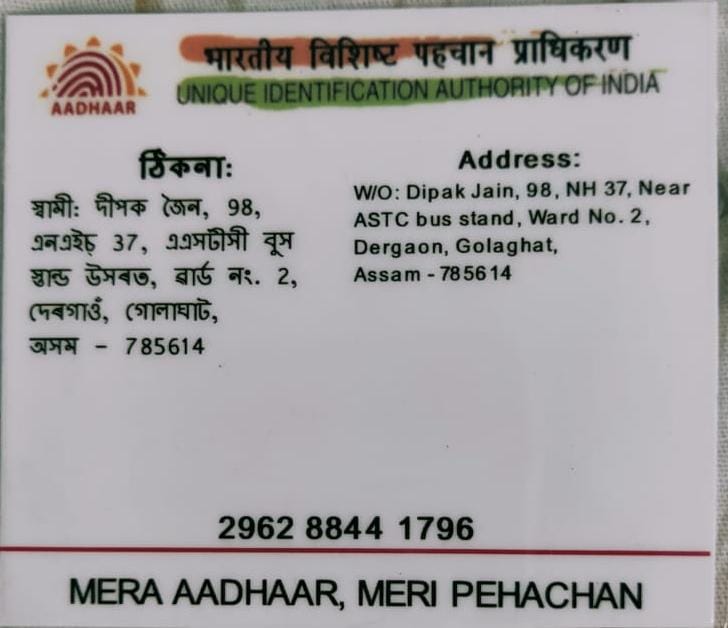 भारतीय विशिष्ट पहचान प्राधिकरण
UNIQUE IDENTIFICATION AUTHORITY OF INDIA
AADHAAR
ঠিকনা:
স্বামী: দীপক জৈন, 98,
এনএইচ্ 37, এএসটীসী বুস
স্তান্ড উসৰত, ৱাৰ্ড নং. 2,
দেৰগাওঁ, গোলাঘাট,
অসম - 785614
Address:
W/O: Dipak Jain, 98, NH 37, Near
ASTC bus stand, Ward No. 2,
Dergaon, Golaghat,
Assam - 785614
2962 8844 1796
MERA AADHAAR, MERI PEHACHAN